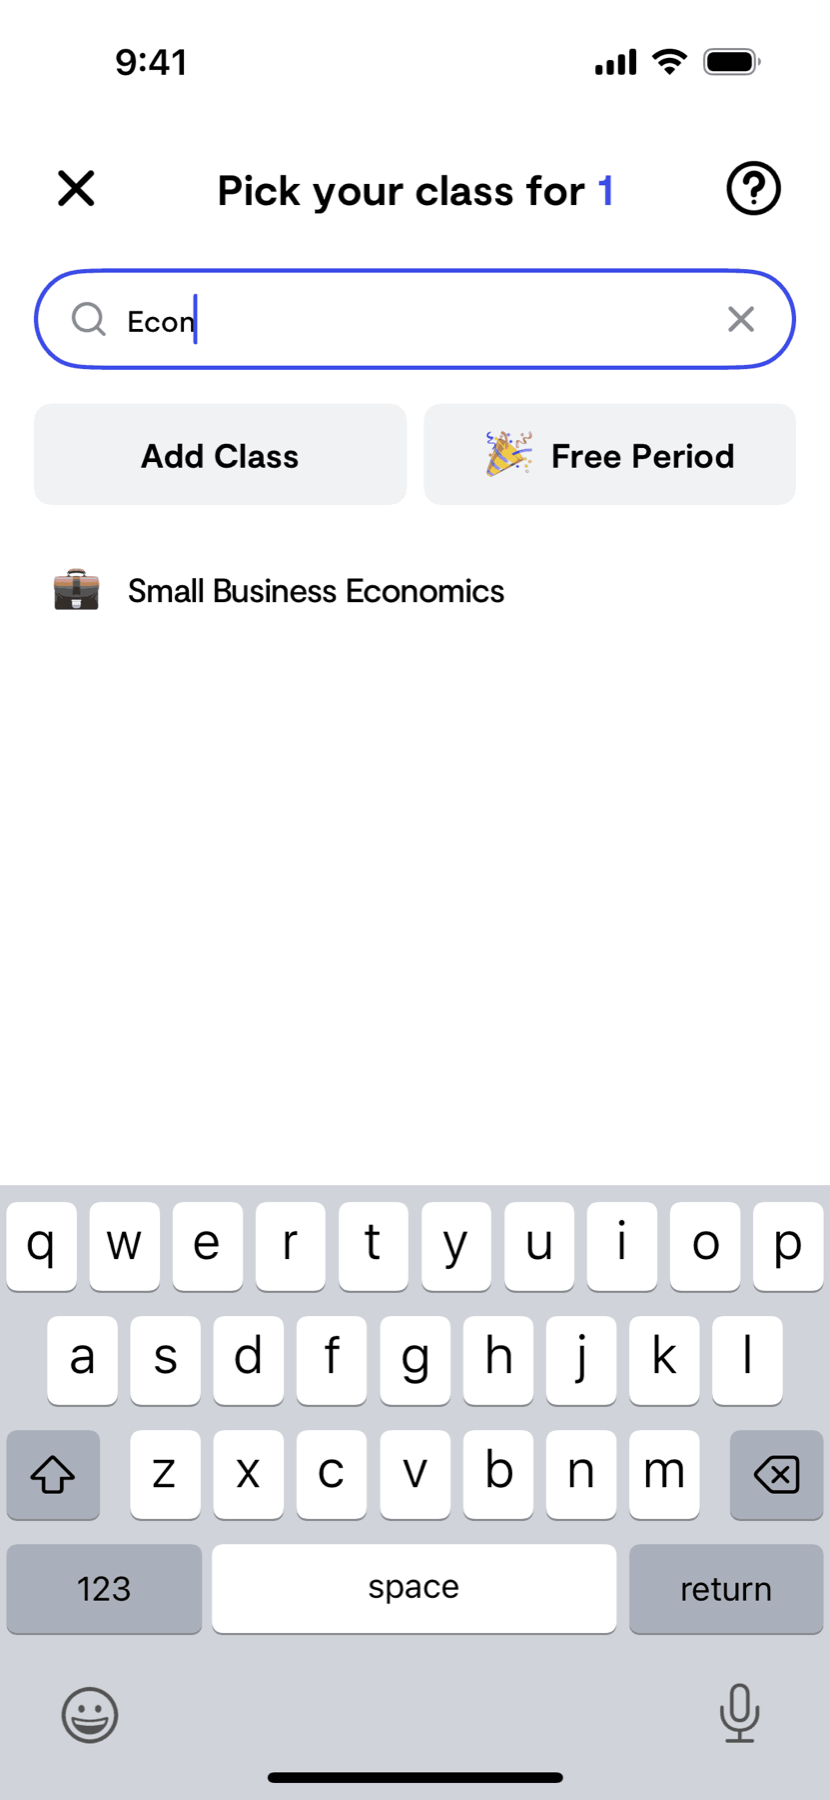 9:41
Pick your class for 1
Econ
Add Class
Free Period
Small Business Economics
q w e r t y u i o p
a s d f g h j k l
z x c v b n m
123 space return